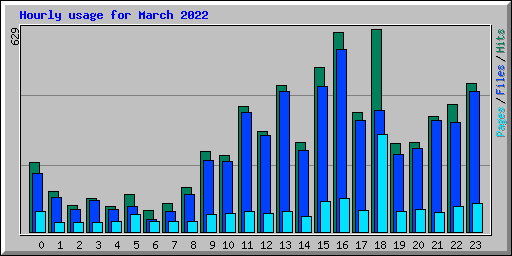 Hourly usage for March 2022
629
Pages / Files / Hits
0 1 2 3 4 5 6 7 8 9 10 11 12 13 14 15 16 17 18 19 20 21 22 23